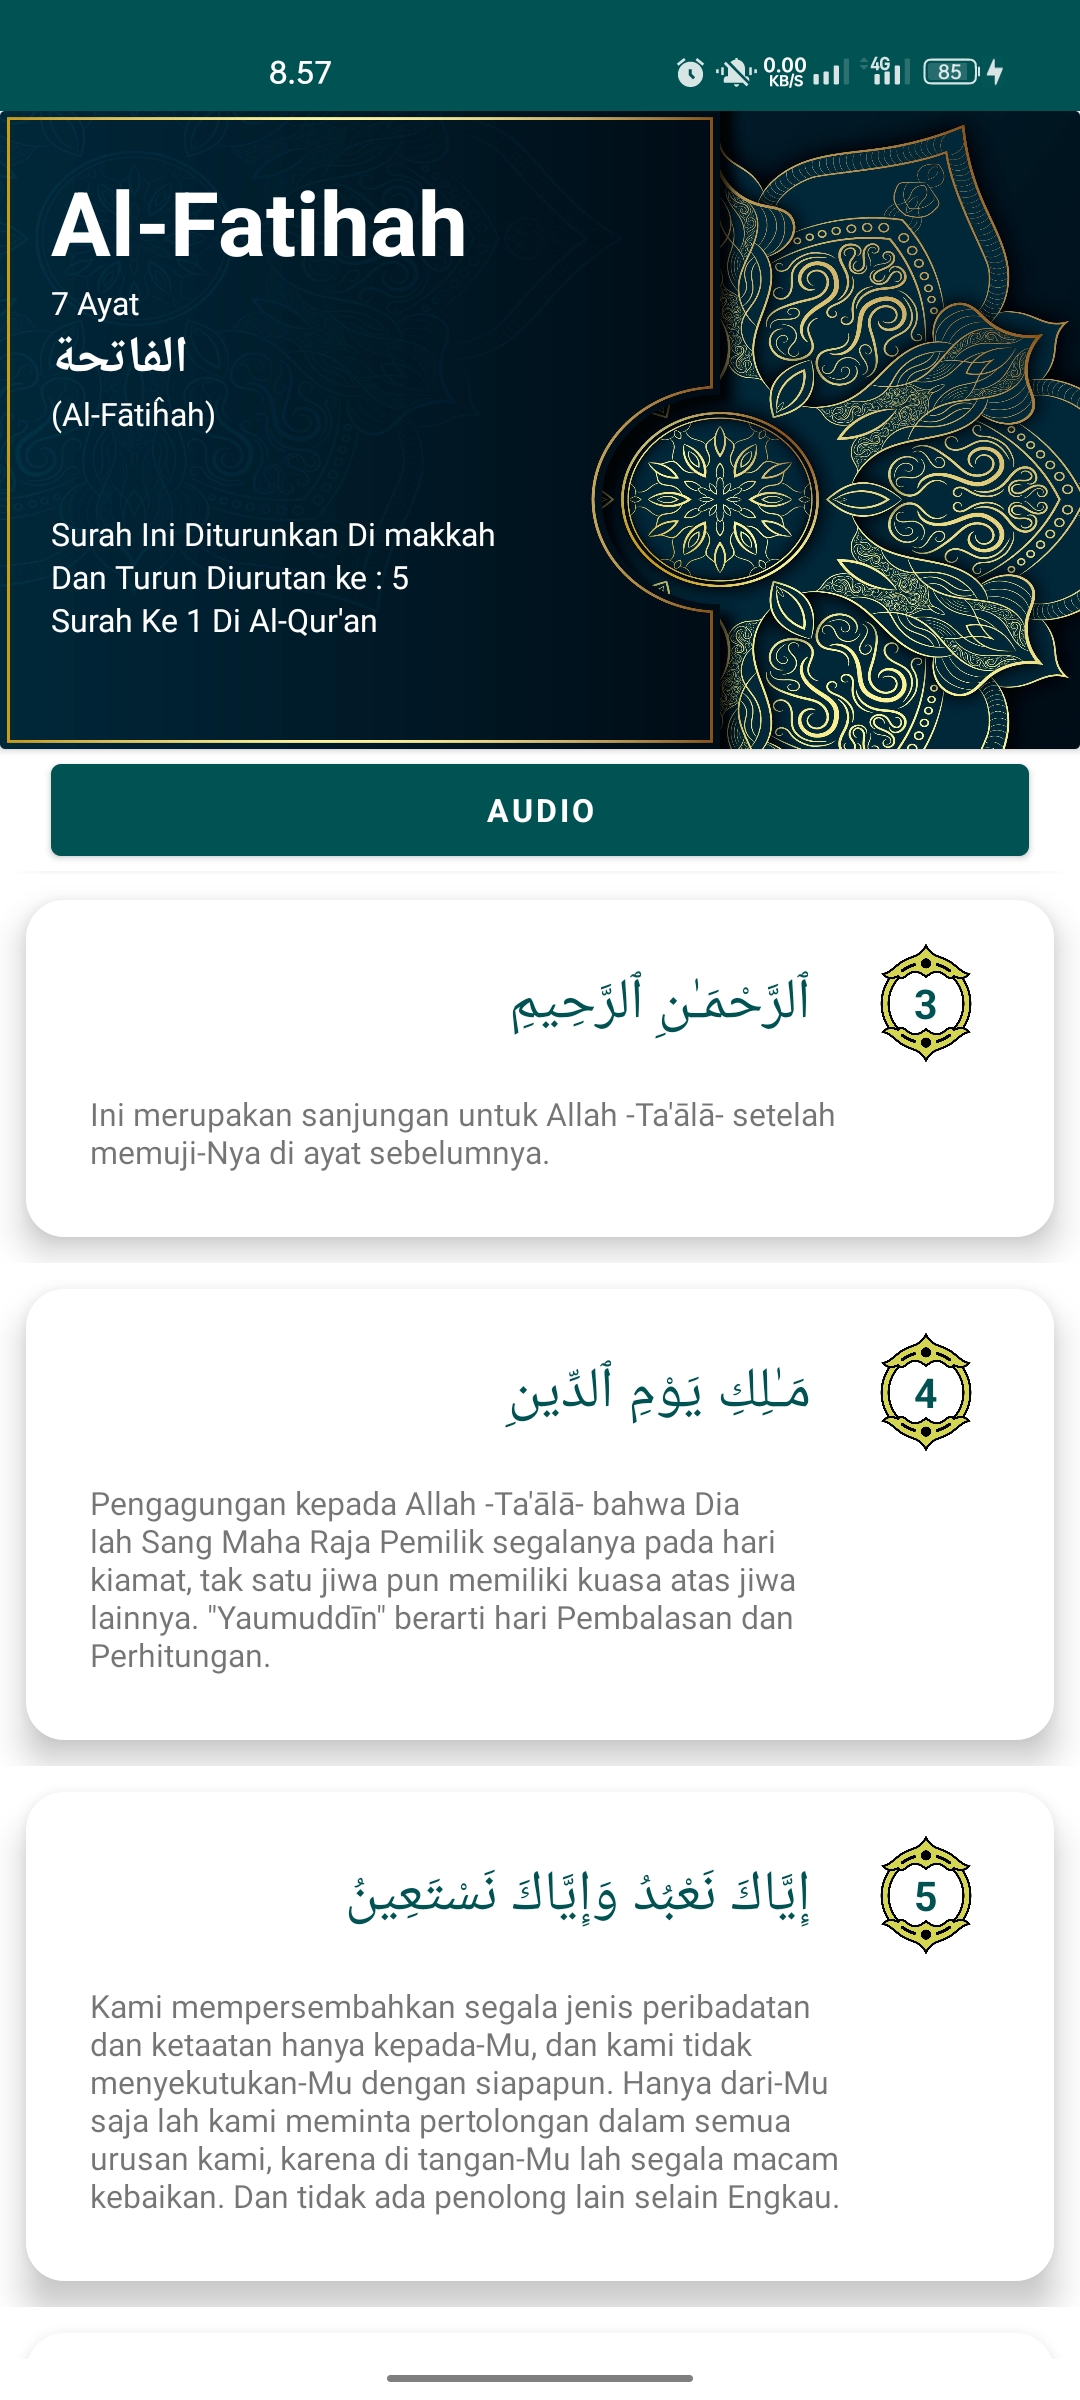 8.57
0.00
KB/S
4G
85
Al-Fatihah
7 Ayat
الفاتحة
(Al-Fātiĥah)
Surah Ini Diturunkan Di makkah
Dan Turun Diurutan ke : 5
Surah Ke 1 Di Al-Qur'an
AUDIO
ٱلرَّحْمَـٰنِ ٱلرَّحِيمِ
3
Ini merupakan sanjungan untuk Allah -Ta'ālā- setelah
memuji-Nya di ayat sebelumnya.
مَـٰلِكِ يَوْمِ ٱلدِّينِ
4
Pengagungan kepada Allah -Ta'ālā- bahwa Dia
lah Sang Maha Raja Pemilik segalanya pada hari
kiamat, tak satu jiwa pun memiliki kuasa atas jiwa
lainnya. "Yaumuddīn" berarti hari Pembalasan dan
Perhitungan.
إِيَّاكَ نَعْبُدُ وَإِيَّاكَ نَسْتَعِينُ
5
Kami mempersembahkan segala jenis peribadatan
dan ketaatan hanya kepada-Mu, dan kami tidak
menyekutukan-Mu dengan siapapun. Hanya dari-Mu
saja lah kami meminta pertolongan dalam semua
urusan kami, karena di tangan-Mu lah segala macam
kebaikan. Dan tidak ada penolong lain selain Engkau.